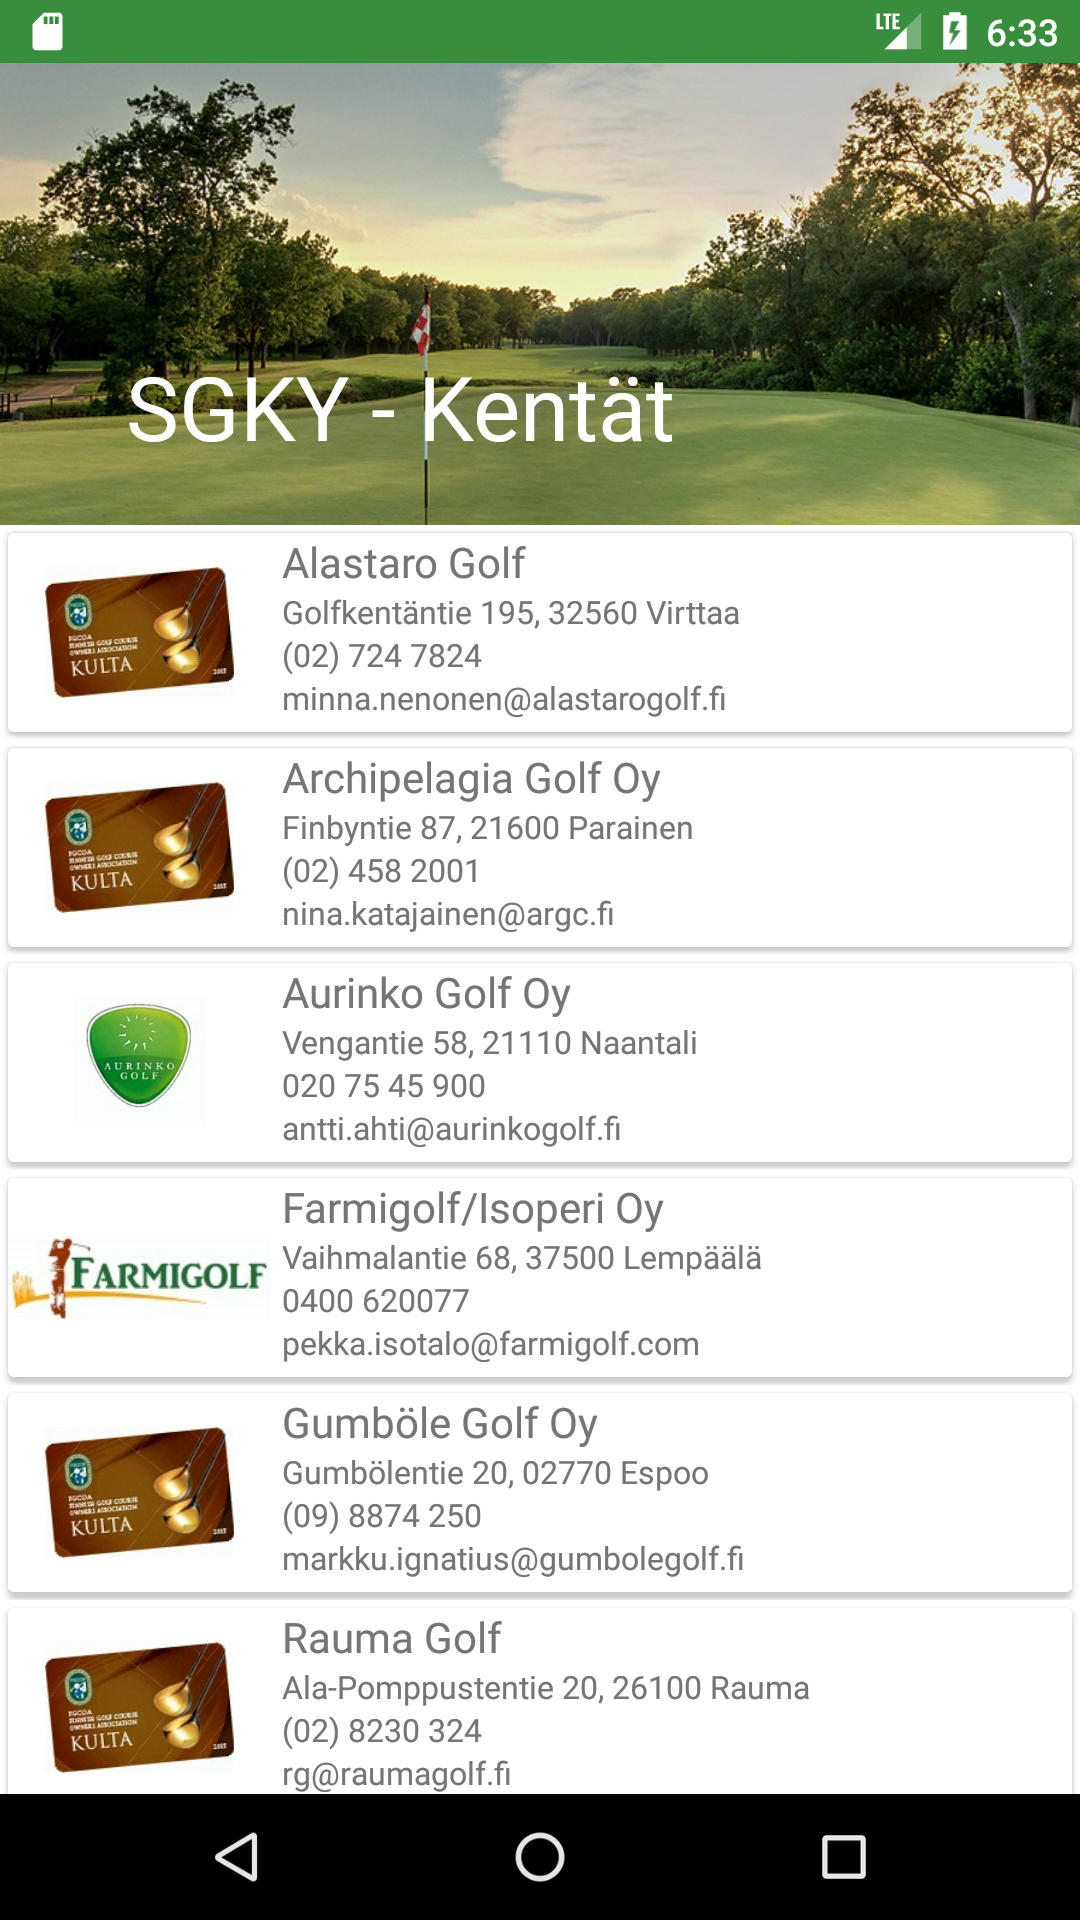 LTE 6:33
SGKY - Kentät
Alastaro Golf
Golfkentäntie 195, 32560 Virttaa
(02) 724 7824
minna.nenonen@alastarogolf.fi
FGCOA
FINNISH GOLF COURSE
OWNERS ASSOCIATION
KULTA
Archipelagia Golf Oy
Finbyntie 87, 21600 Parainen
(02) 458 2001
nina.katajainen@argc.fi
FGCOA
FINNISH GOLF COURSE
OWNERS ASSOCIATION
KULTA
Aurinko Golf Oy
Vengantie 58, 21110 Naantali
020 75 45 900
antti.ahti@aurinkogolf.fi
AURINKO
GOLF
Farmigolf/Isoperi Oy
Vaihmalantie 68, 37500 Lempäälä
0400 620077
pekka.isotalo@farmigolf.com
FARMIGOLF
Gumböle Golf Oy
Gumbölentie 20, 02770 Espoo
(09) 8874 250
markku.ignatius@gumbolegolf.fi
FGCOA
FINNISH GOLF COURSE
OWNERS ASSOCIATION
KULTA
Rauma Golf
Ala-Pomppustentie 20, 26100 Rauma
(02) 8230 324
rg@raumagolf.fi
FGCOA
FINNISH GOLF COURSE
OWNERS ASSOCIATION
KULTA